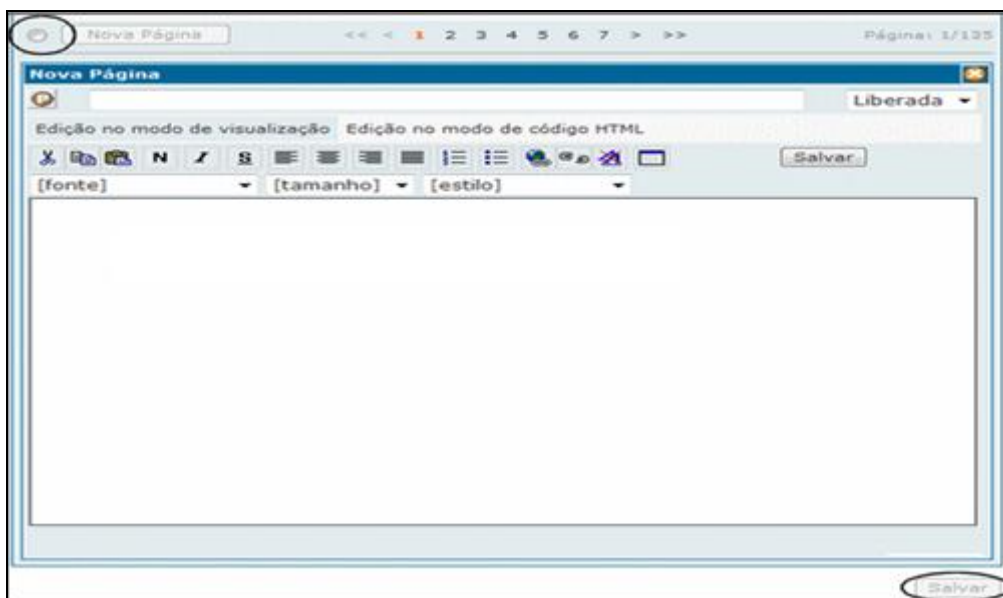 Nova Página << < 1 2 3 4 5 6 7 > >> Página: 1/135
Nova Página
Liberada
Edição no modo de visualização Edição no modo de código HTML
N I S Salvar
[fonte] [tamanho] [estilo]
Salvar